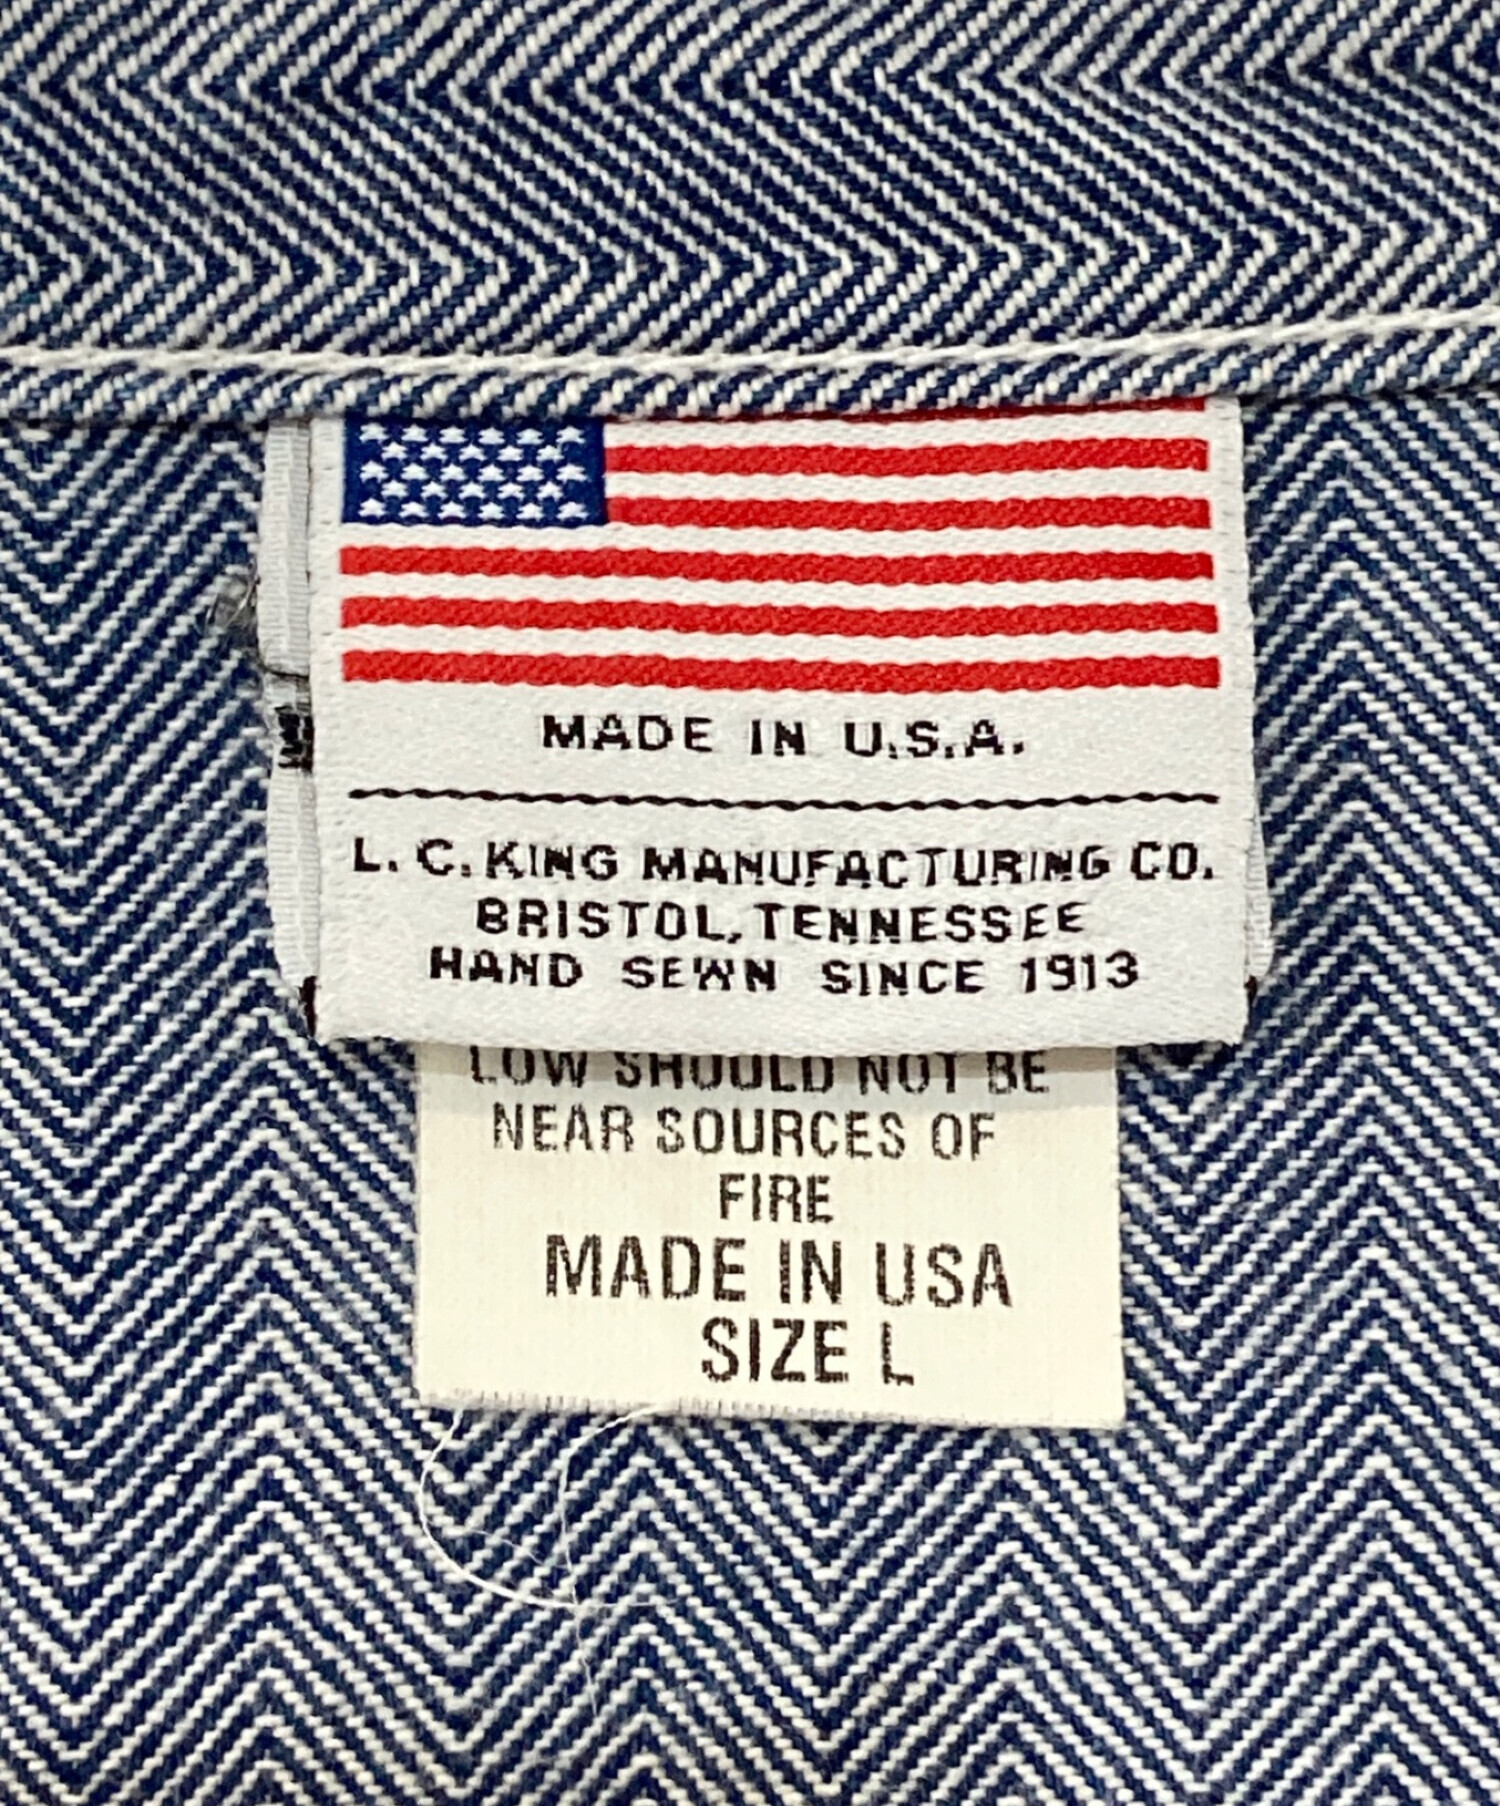 MADE IN U.S.A.
L. C. KING MANUFACTURING CO.
BRISTOL, TENNESSEE
HAND SEWN SINCE 1913
LOW SHOULD NOT BE
NEAR SOURCES OF
FIRE
MADE IN USA
SIZE L